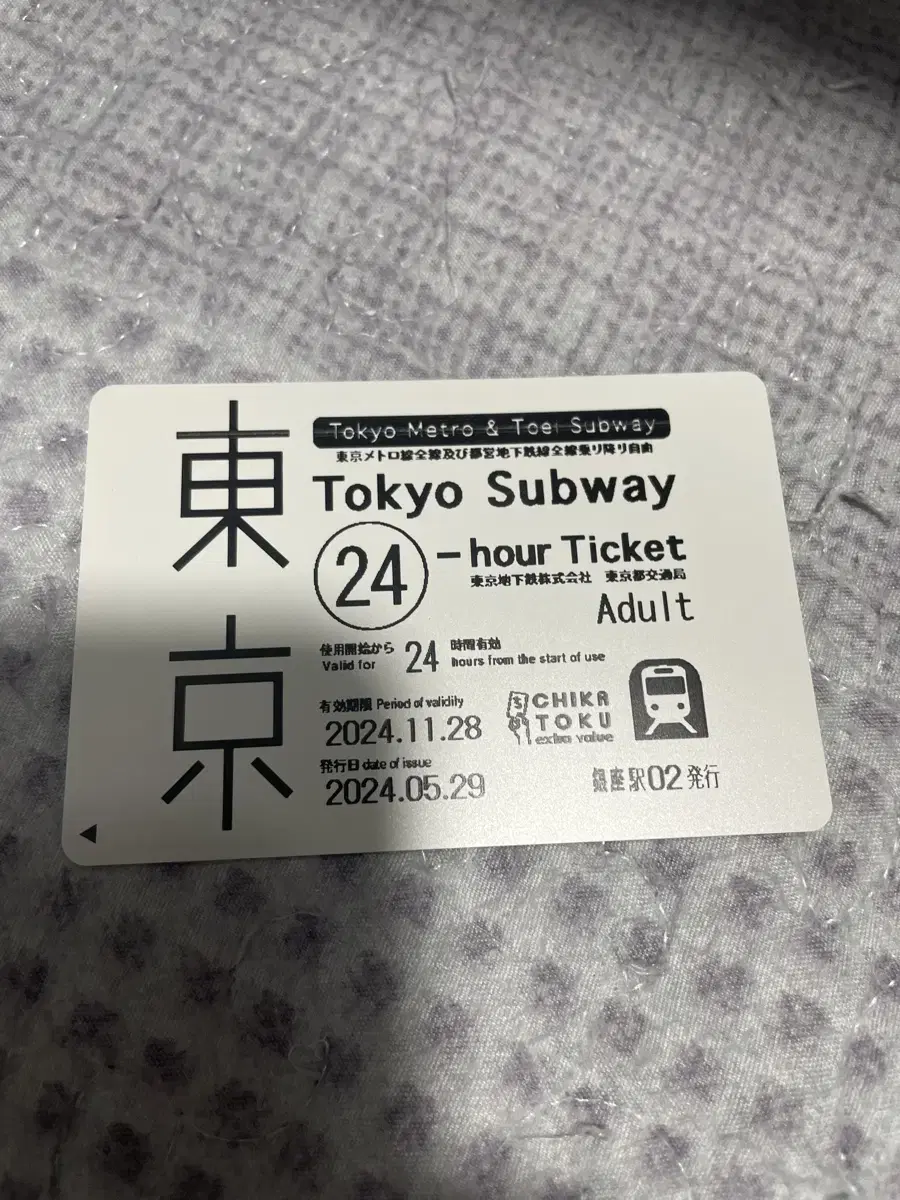 東京
Tokyo Metro & Toei Subway
東京メトロ線全線及び都営地下鉄線全線乗り降り自由
Tokyo Subway
24-hour Ticket
東京地下鉄株式会社 東京都交通局
Adult
使用開始から 24 時間有効
Valid for hours from the start of use
有効期限 Period of validity
2024.11.28
CHIKA
TOKU
extra value
発行日 date of issue
2024.05.29
銀座駅02発行